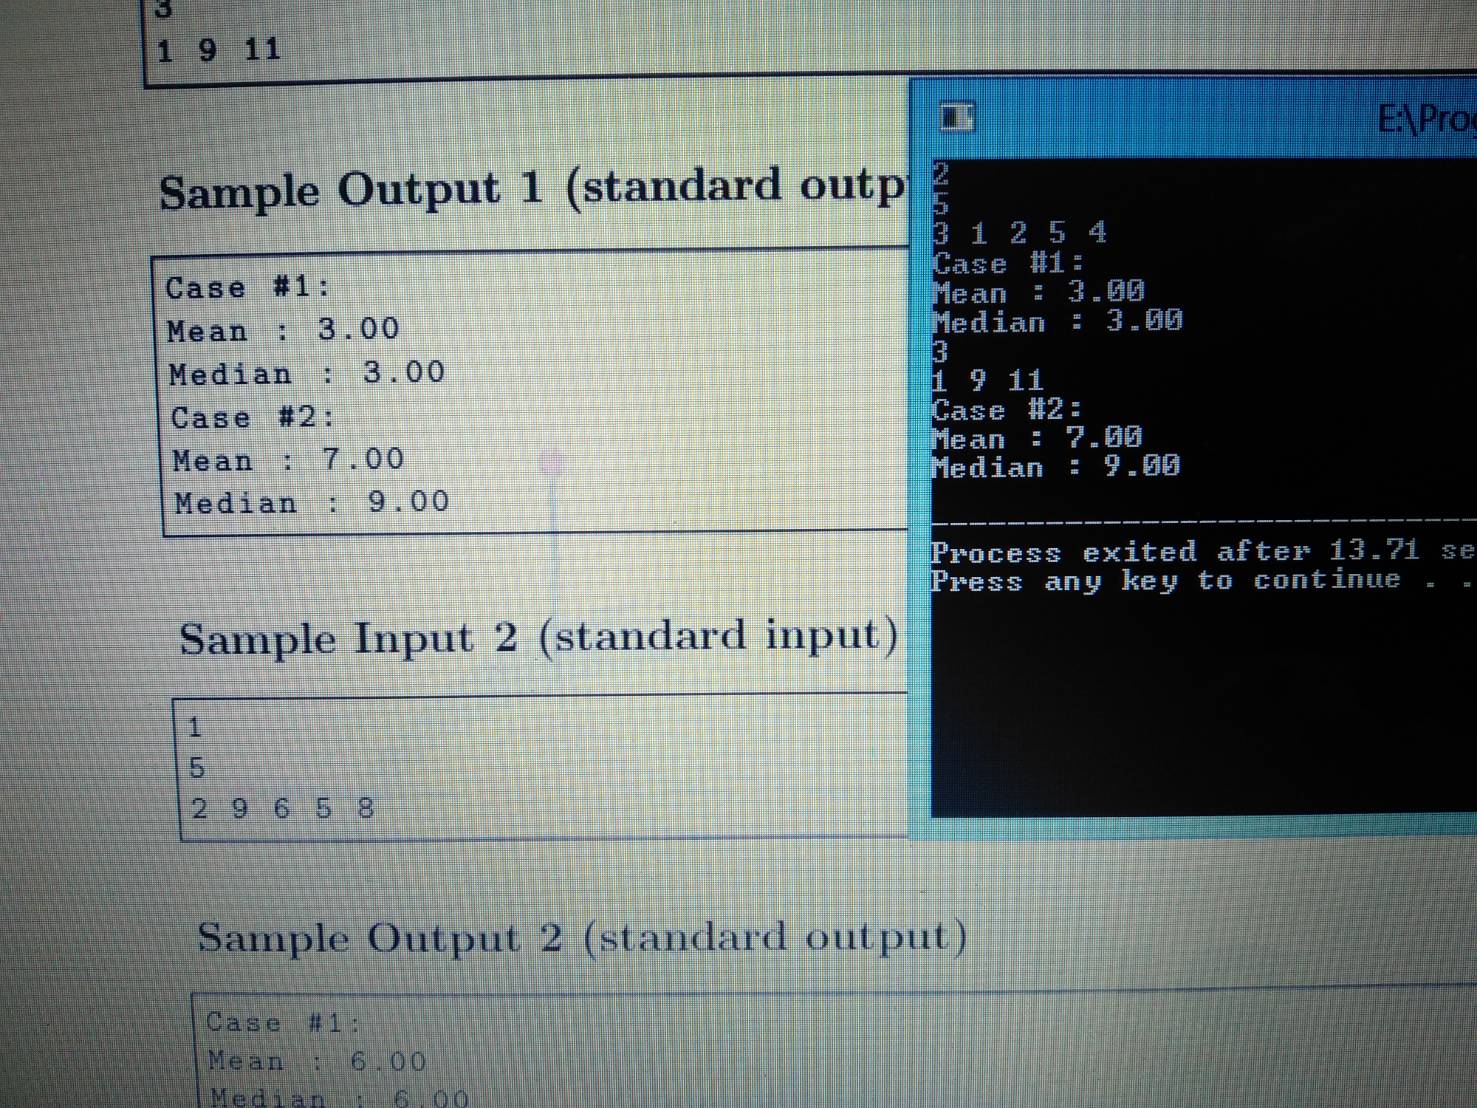 3
1 9 11
Sample Output 1 (standard outp
Case #1:
Mean : 3.00
Median : 3.00
Case #2:
Mean : 7.00
Median : 9.00
Sample Input 2 (standard input)
1
5
2 9 6 5 8
Sample Output 2 (standard output)
Case #1:
Mean : 6.00
Median : 6.00
E:\Pro
2
5
3 1 2 5 4
Case #1:
Mean : 3.00
Median : 3.00
3
1 9 11
Case #2:
Mean : 7.00
Median : 9.00
--------------------------------
Process exited after 13.71 se
Press any key to continue . .